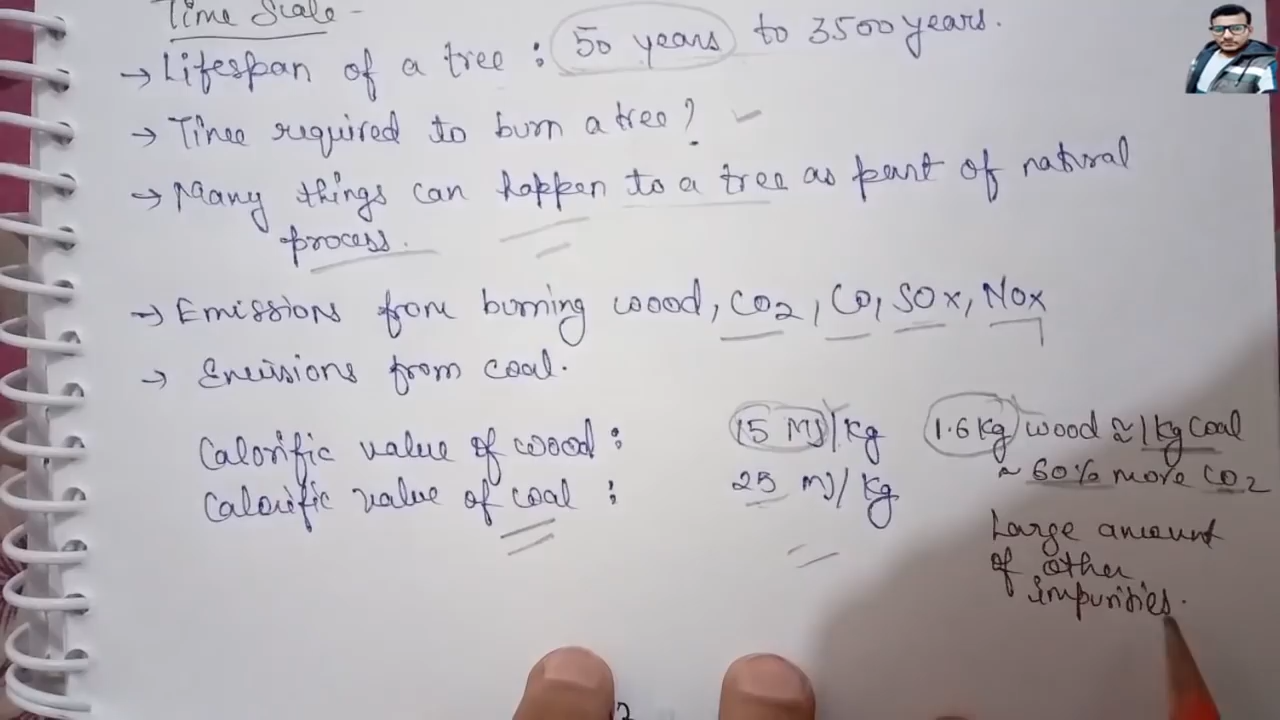 Time Scale -
→ Lifespan of a tree : 50 years to 3500 years.
→ Time required to burn a tree?
→ Many things can happen to a tree as part of natural
process.
→ Emissions from burning wood, CO2, CO, SOx, NOx
→ Emissions from coal.
Calorific value of wood : 15 MJ/kg
Calorific value of coal : 25 MJ/kg
1.6 Kg wood ≈ 1 kg Coal
≈ 60% more CO2
Large amount
of other
impurities.